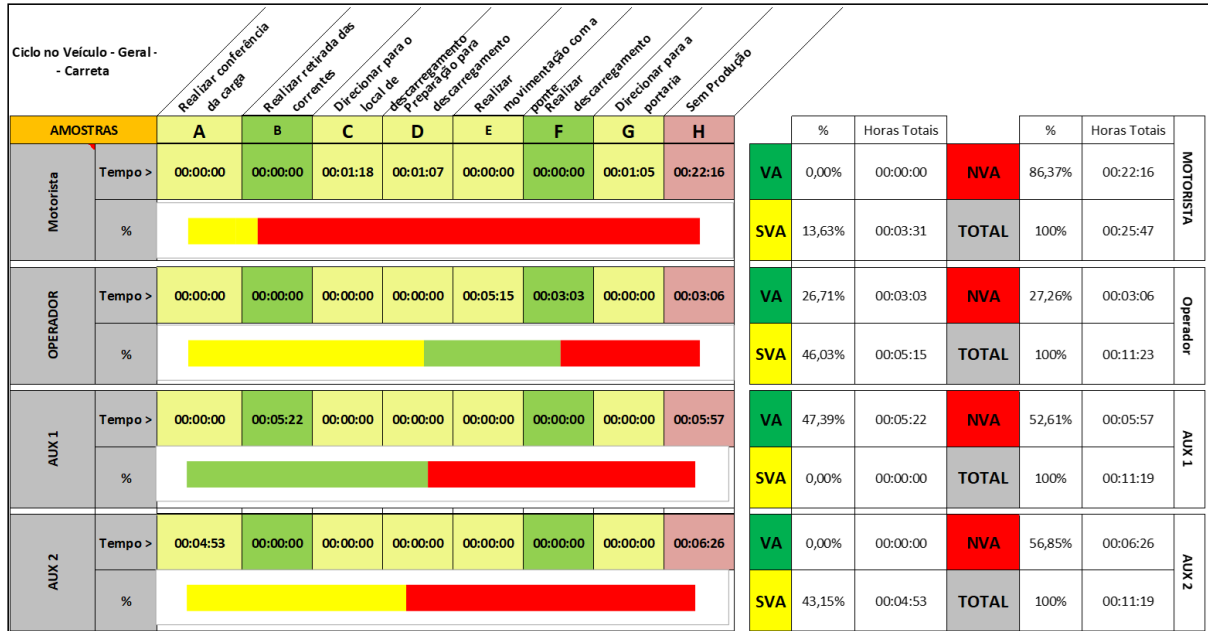 Ciclo no Veículo - Geral -
- Carreta
Realizar conferência
da carga
Realizar retirada das
correntes
Direcionar para o
local de
descarregamento
Preparação para
descarregamento
Realizar
movimentação com a
ponte
Realizar
descarregamento
Direcionar para a
portaria
Sem Produção
AMOSTRAS A B C D E F G H
% Horas Totais % Horas Totais
Motorista
Tempo > 00:00:00 00:00:00 00:01:18 00:01:07 00:00:00 00:00:00 00:01:05 00:22:16
VA 0,00% 00:00:00 NVA 86,37% 00:22:16
%
SVA 13,63% 00:03:31 TOTAL 100% 00:25:47
MOTORISTA
OPERADOR
Tempo > 00:00:00 00:00:00 00:00:00 00:00:00 00:05:15 00:03:03 00:00:00 00:03:06
VA 26,71% 00:03:03 NVA 27,26% 00:03:06
%
SVA 46,03% 00:05:15 TOTAL 100% 00:11:23
Operador
AUX 1
Tempo > 00:00:00 00:05:22 00:00:00 00:00:00 00:00:00 00:00:00 00:00:00 00:05:57
VA 47,39% 00:05:22 NVA 52,61% 00:05:57
%
SVA 0,00% 00:00:00 TOTAL 100% 00:11:19
AUX 1
AUX 2
Tempo > 00:04:53 00:00:00 00:00:00 00:00:00 00:00:00 00:00:00 00:00:00 00:06:26
VA 0,00% 00:00:00 NVA 56,85% 00:06:26
%
SVA 43,15% 00:04:53 TOTAL 100% 00:11:19
AUX 2